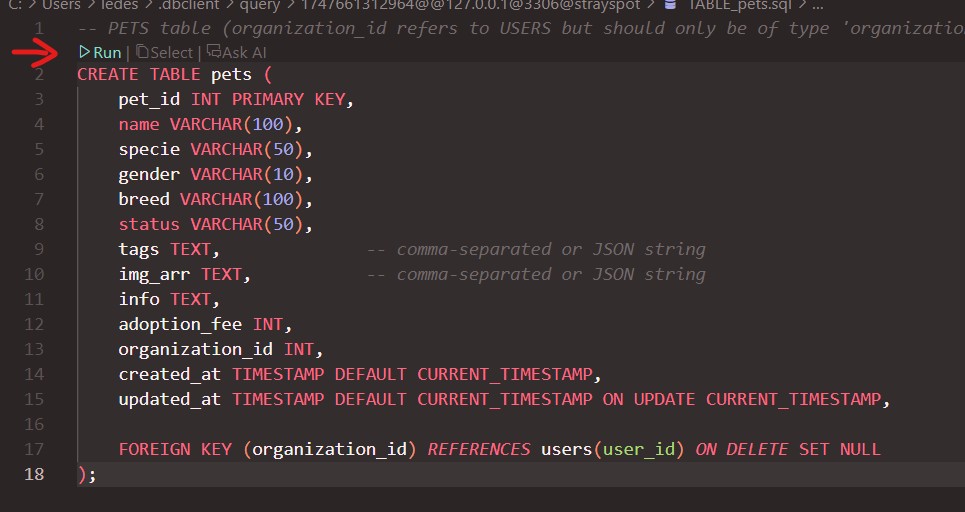 C: > Users > ledes > .dbclient > query > 1747661312964@@127.0.0.1@3306@strayspot > TABLE_pets.sql > ...
1 -- PETS table (organization_id refers to USERS but should only be of type 'organizatio
Run | Select | Ask AI
2 CREATE TABLE pets (
3 pet_id INT PRIMARY KEY,
4 name VARCHAR(100),
5 specie VARCHAR(50),
6 gender VARCHAR(10),
7 breed VARCHAR(100),
8 status VARCHAR(50),
9 tags TEXT, -- comma-separated or JSON string
10 img_arr TEXT, -- comma-separated or JSON string
11 info TEXT,
12 adoption_fee INT,
13 organization_id INT,
14 created_at TIMESTAMP DEFAULT CURRENT_TIMESTAMP,
15 updated_at TIMESTAMP DEFAULT CURRENT_TIMESTAMP ON UPDATE CURRENT_TIMESTAMP,
16
17 FOREIGN KEY (organization_id) REFERENCES users(user_id) ON DELETE SET NULL
18 );